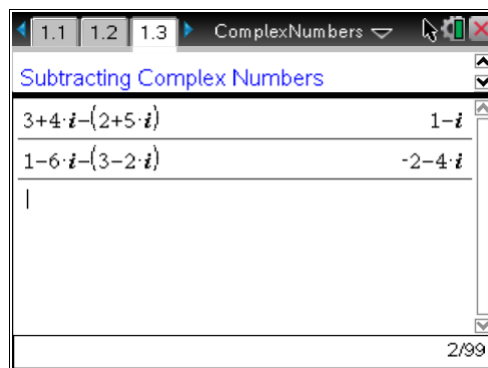 1.1 1.2 1.3 ComplexNumbers
Subtracting Complex Numbers
3+4·i−(2+5·i) 1−i
1−6·i−(3−2·i) -2−4·i
2/99